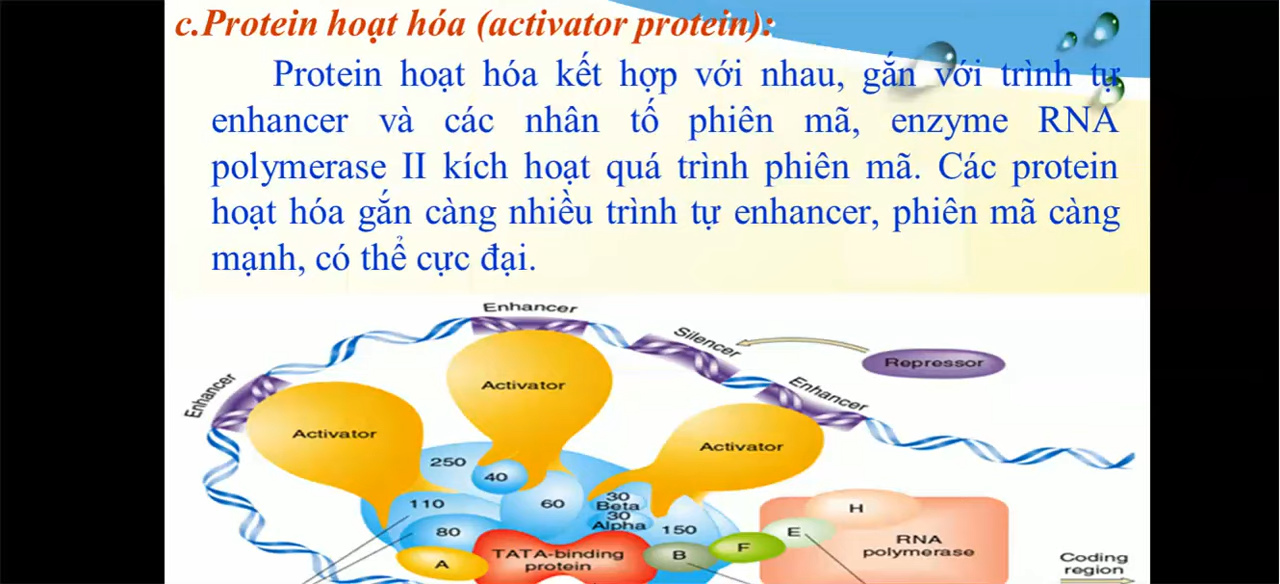 c.Protein hoạt hóa (activator protein):
Protein hoạt hóa kết hợp với nhau, gắn với trình tự
enhancer và các nhân tố phiên mã, enzyme RNA
polymerase II kích hoạt quá trình phiên mã. Các protein
hoạt hóa gắn càng nhiều trình tự enhancer, phiên mã càng
mạnh, có thể cực đại.
Enhancer
Silencer
Repressor
Enhancer
Enhancer
Activator
Activator
Activator
250
40
110
60
30
Beta
30
Alpha
150
80
A
TATA-binding
protein
B
F
E
H
RNA
polymerase
Coding
region